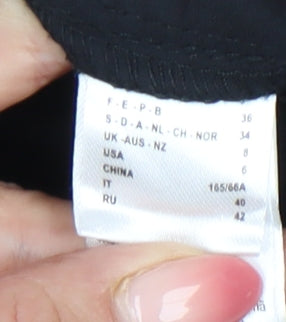 F - E - P - B 36
S - D - A - NL - CH - NOR 34
UK - AUS - NZ 8
USA 6
CHINA 165/66A
IT 40
RU 42